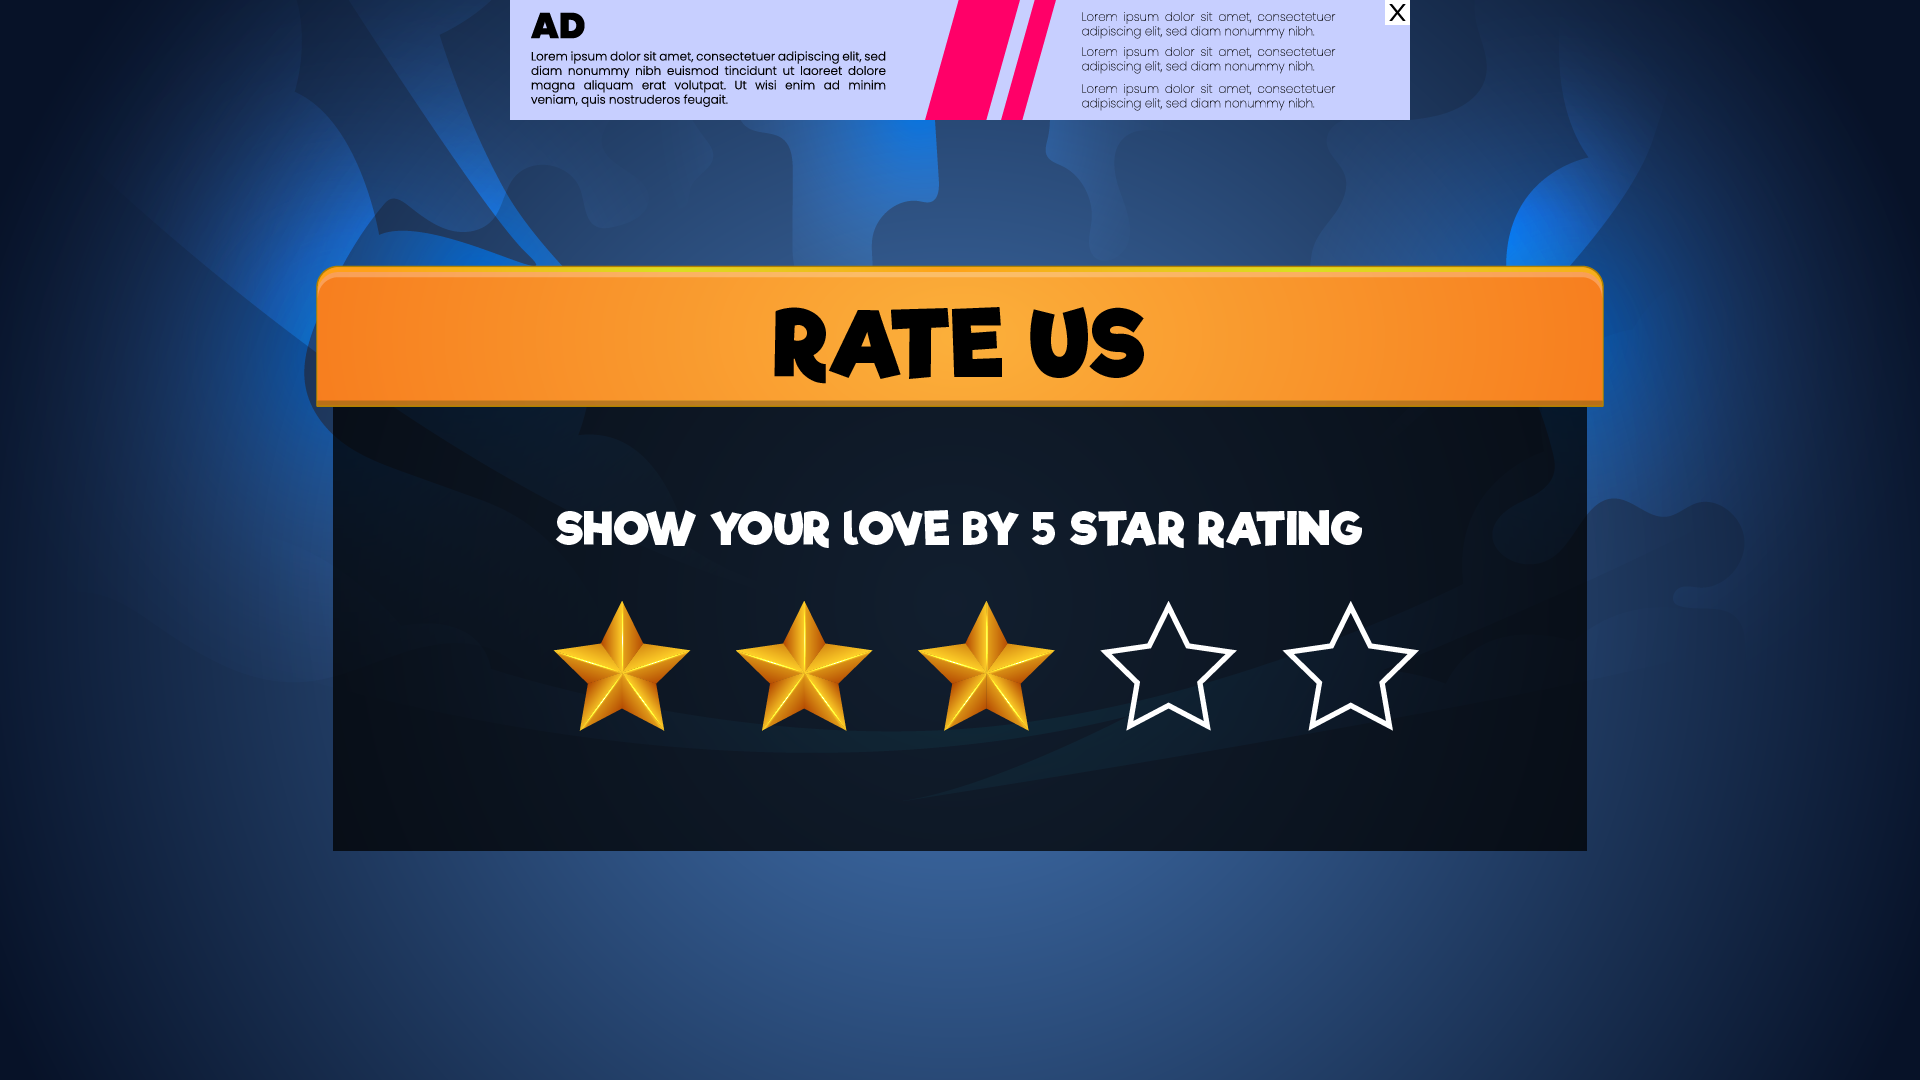 AD
Lorem ipsum dolor sit amet, consectetuer adipiscing elit, sed
diam nonummy nibh euismod tincidunt ut laoreet dolore
magna aliquam erat volutpat. Ut wisi enim ad minim
veniam, quis nostruderos feugait.
Lorem ipsum dolor sit amet, consectetuer
adipiscing elit, sed diam nonummy nibh.
Lorem ipsum dolor sit amet, consectetuer
adipiscing elit, sed diam nonummy nibh.
Lorem ipsum dolor sit amet, consectetuer
adipiscing elit, sed diam nonummy nibh.
X
RATE US
SHOW YOUR LOVE BY 5 STAR RATING